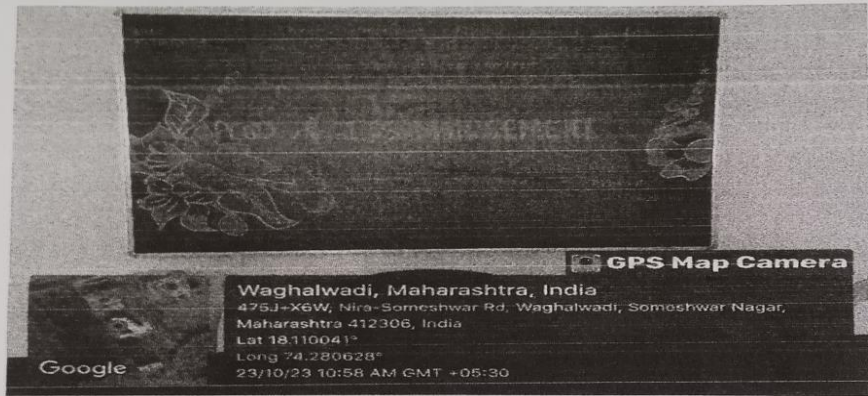 GPS Map Camera
Waghalwadi, Maharashtra, India
475J+X6W, Nira-Someshwar Rd, Waghalwadi, Someshwar Nagar,
Maharashtra 412306, India
Lat 18.110041°
Long 74.280628°
23/10/23 10:58 AM GMT +05:30
Google